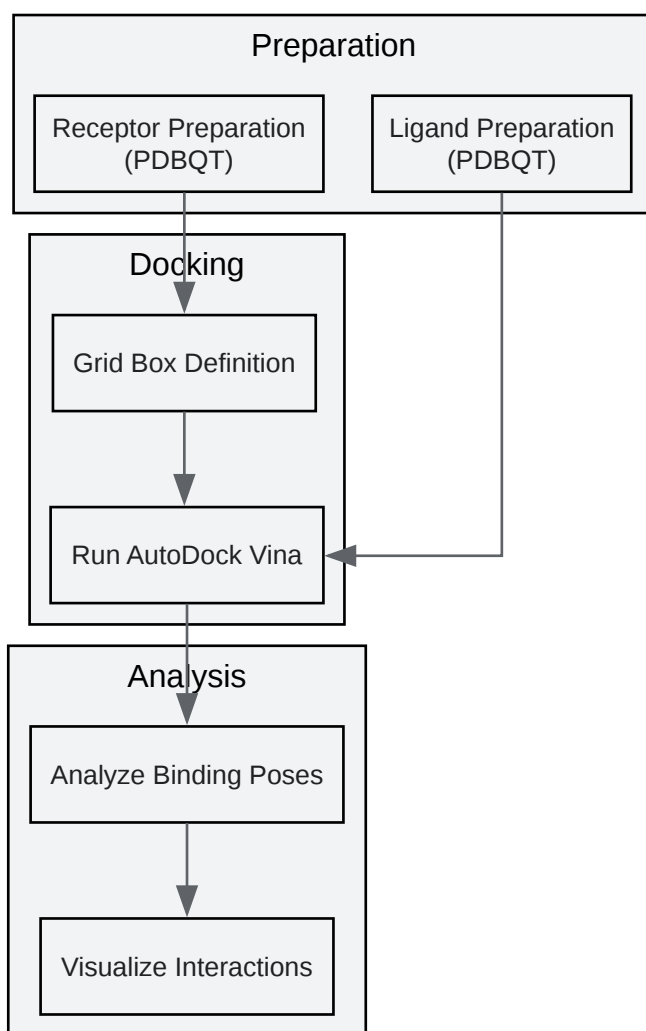 Preparation
Receptor Preparation
(PDBQT)
Ligand Preparation
(PDBQT)
Docking
Grid Box Definition
Run AutoDock Vina
Analysis
Analyze Binding Poses
Visualize Interactions